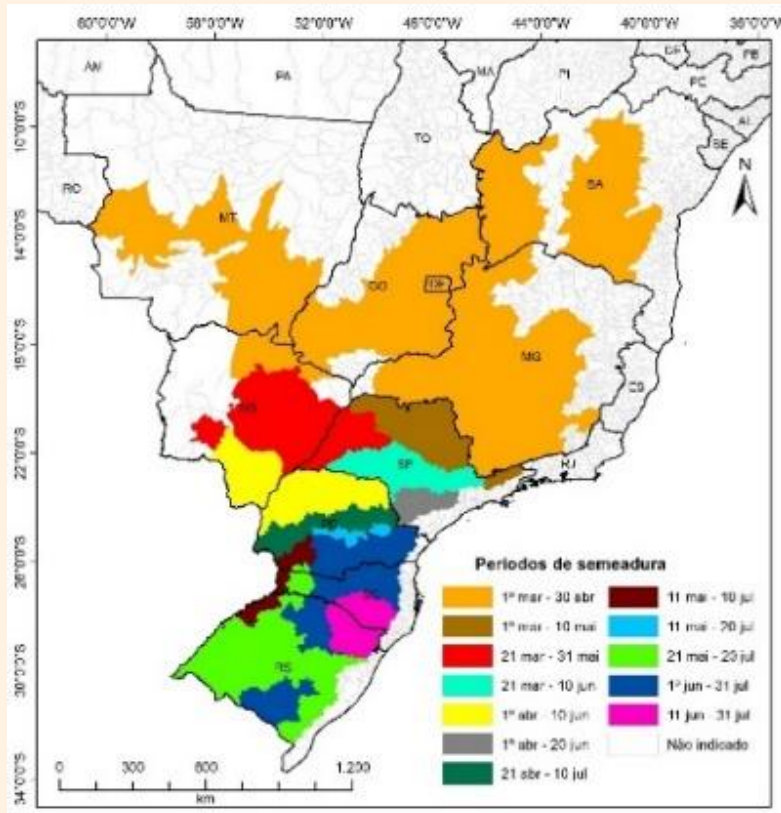 60°0'0"W 56°0'0"W 52°0'0"W 48°0'0"W 44°0'0"W 40°0'0"W 36°0'0"W
AM PA MA PI CE PB
PE
AL
SE
TO
RO
10°0'0"S
N
BA
MT
14°0'0"S
GO DF
18°0'0"S
MG
ES
MS
22°0'0"S
SP RJ
PR
26°0'0"S
SC
RS
30°0'0"S
34°0'0"S
Períodos de semeadura
1º mar - 30 abr
1º mar - 10 mai
21 mar - 31 mai
21 mar - 10 jun
1º abr - 10 jun
1º abr - 20 jun
21 abr - 10 jul
11 mai - 10 jul
11 mai - 20 jul
21 mai - 20 jul
1º jun - 31 jul
11 jun - 31 jul
Não indicado
0 300 600 1.200
km